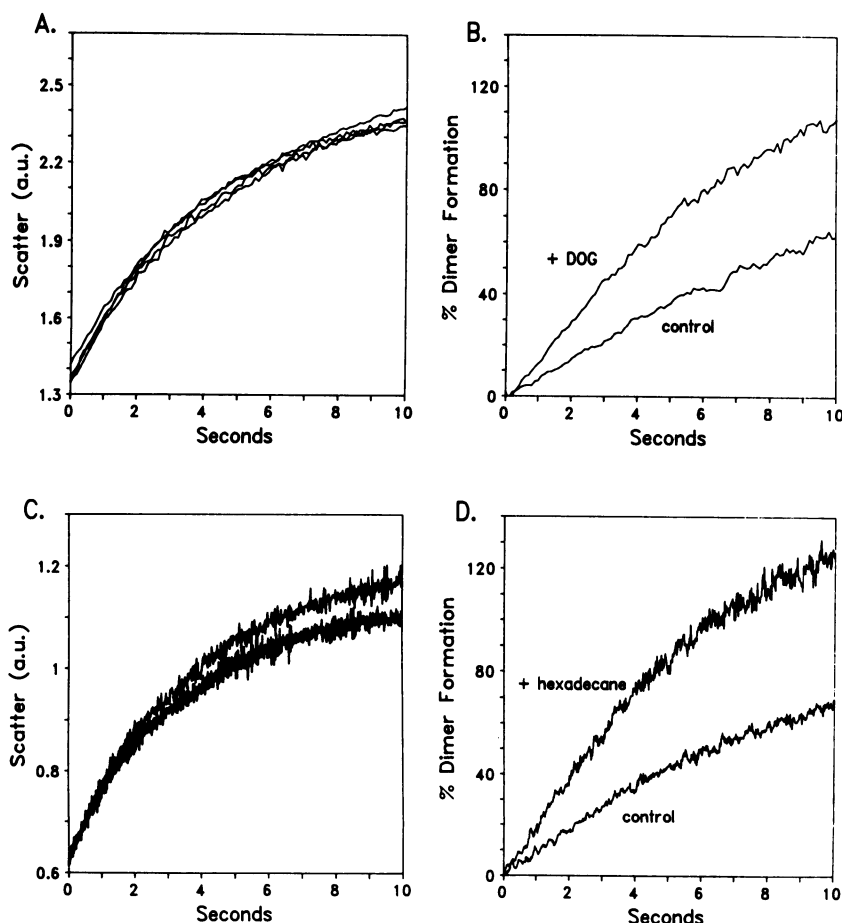 A.
Scatter (a.u.)
2.5
2.2
1.9
1.6
1.3
0 2 4 6 8 10
Seconds
B.
% Dimer Formation
120
80
40
0
+ DOG
control
0 2 4 6 8 10
Seconds
C.
Scatter (a.u.)
1.2
1
0.8
0.6
0 2 4 6 8 10
Seconds
D.
% Dimer Formation
120
80
40
0
+ hexadecane
control
0 2 4 6 8 10
Seconds